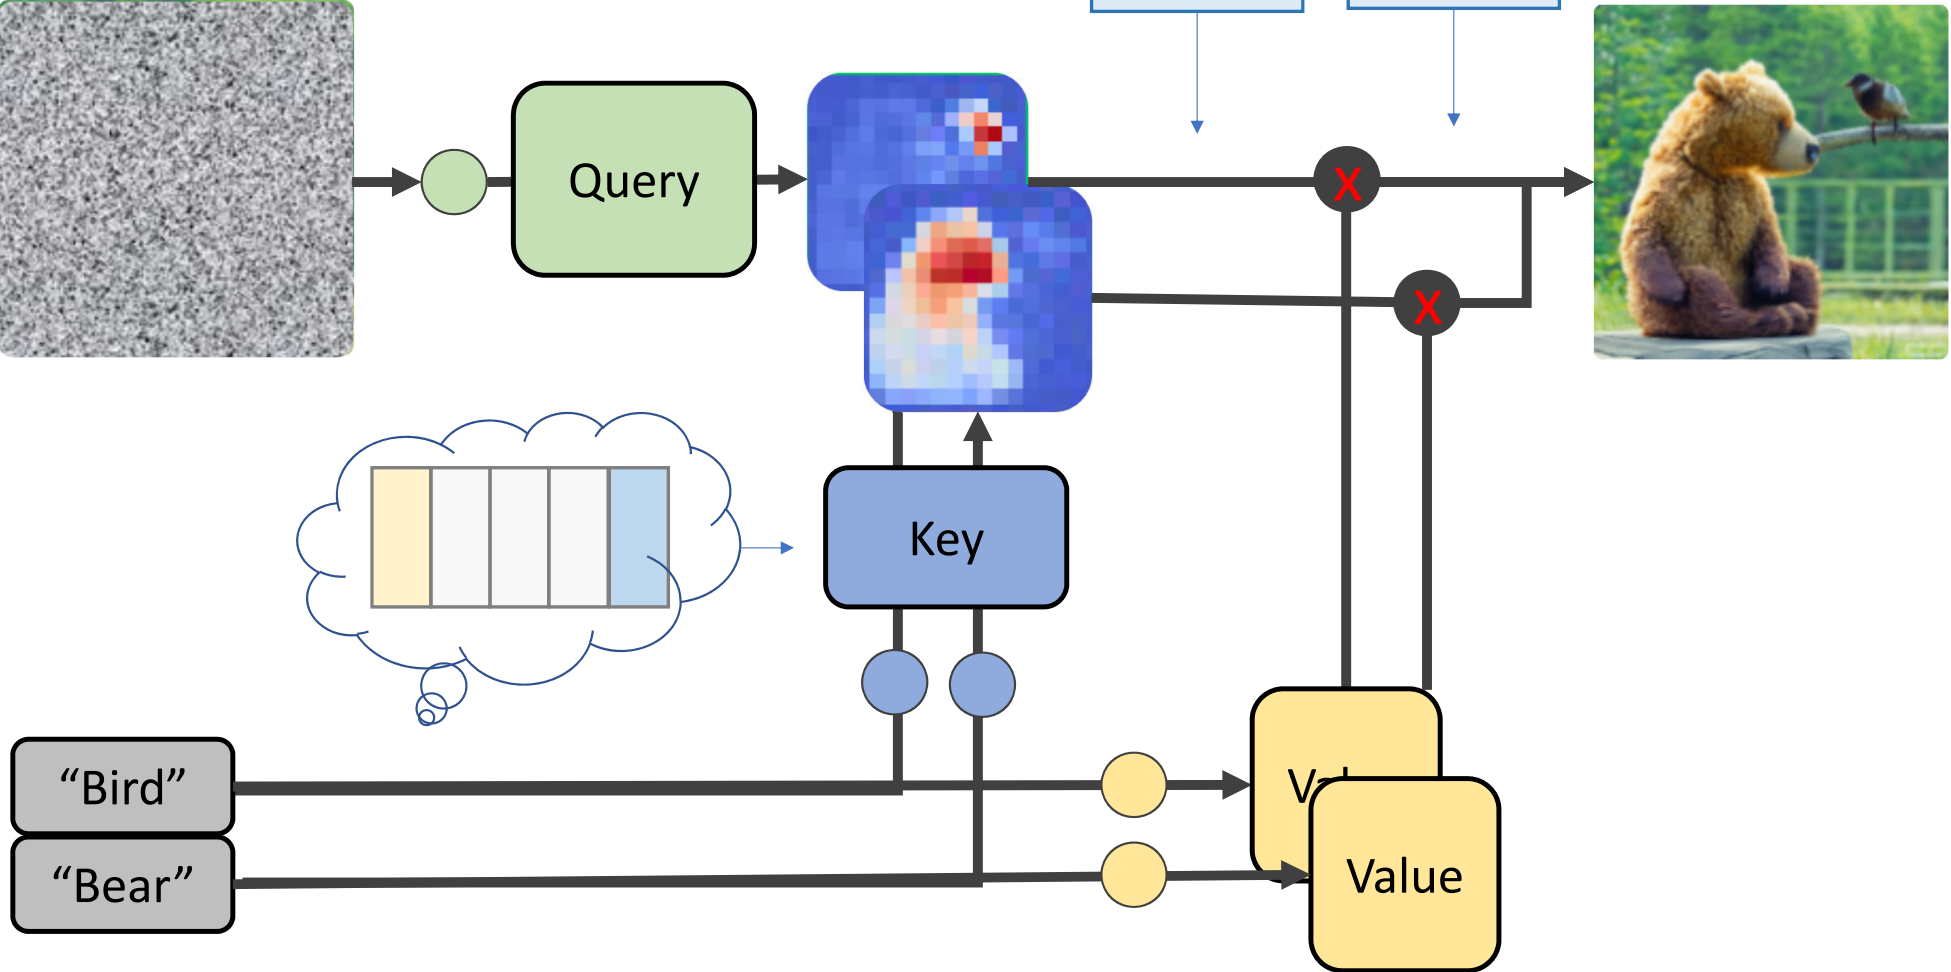 Query
X
X
Key
“Bird”
“Bear”
Value